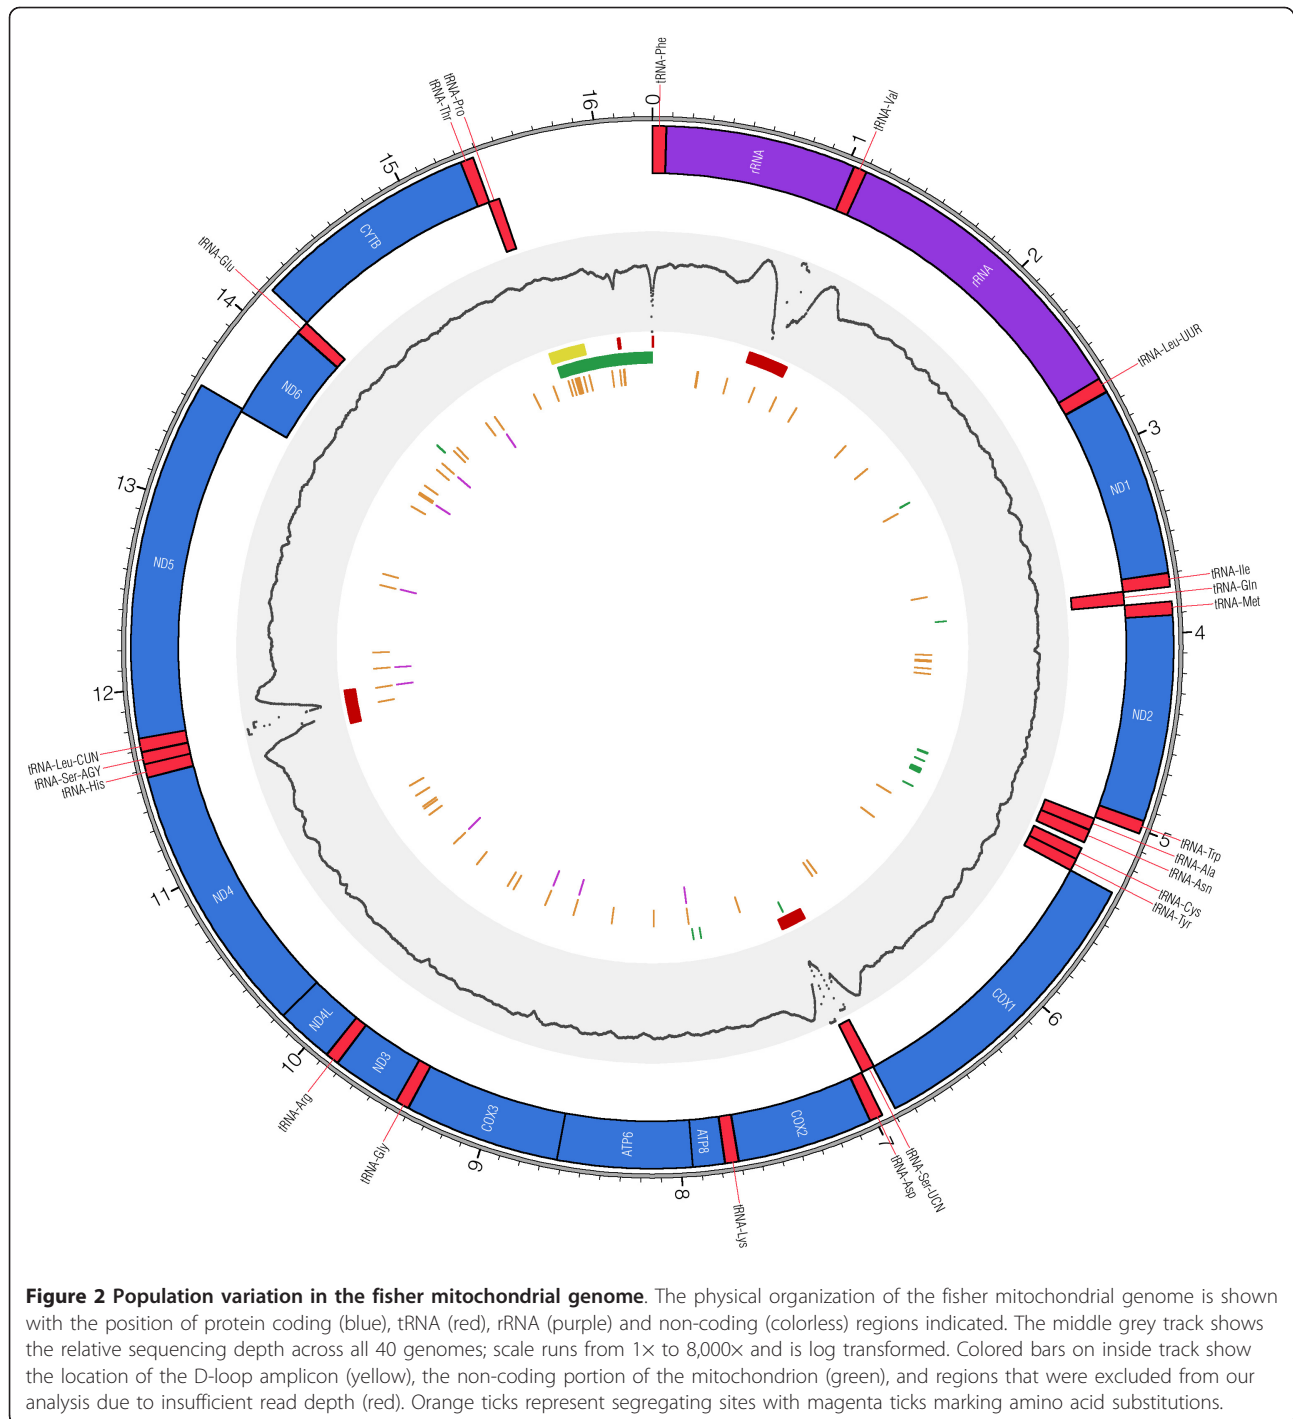 tRNA-Phe
0
rRNA
1
tRNA-Val
rRNA
2
tRNA-Leu-UUR
3
ND1
tRNA-Ile
tRNA-Gln
tRNA-Met
4
ND2
5
tRNA-Trp
tRNA-Ala
tRNA-Asn
tRNA-Cys
tRNA-Tyr
COX1
6
tRNA-Ser-UCN
tRNA-Asp
7
COX2
tRNA-Lys
ATP8
8
ATP6
COX3
9
tRNA-Gly
ND3
tRNA-Arg
10
ND4L
ND4
11
tRNA-His
tRNA-Ser-AGY
tRNA-Leu-CUN
12
ND5
13
ND6
14
tRNA-Glu
CYTB
15
tRNA-Thr
tRNA-Pro
16
Figure 2 Population variation in the fisher mitochondrial genome. The physical organization of the fisher mitochondrial genome is shown
with the position of protein coding (blue), tRNA (red), rRNA (purple) and non-coding (colorless) regions indicated. The middle grey track shows
the relative sequencing depth across all 40 genomes; scale runs from 1× to 8,000× and is log transformed. Colored bars on inside track show
the location of the D-loop amplicon (yellow), the non-coding portion of the mitochondrion (green), and regions that were excluded from our
analysis due to insufficient read depth (red). Orange ticks represent segregating sites with magenta ticks marking amino acid substitutions.